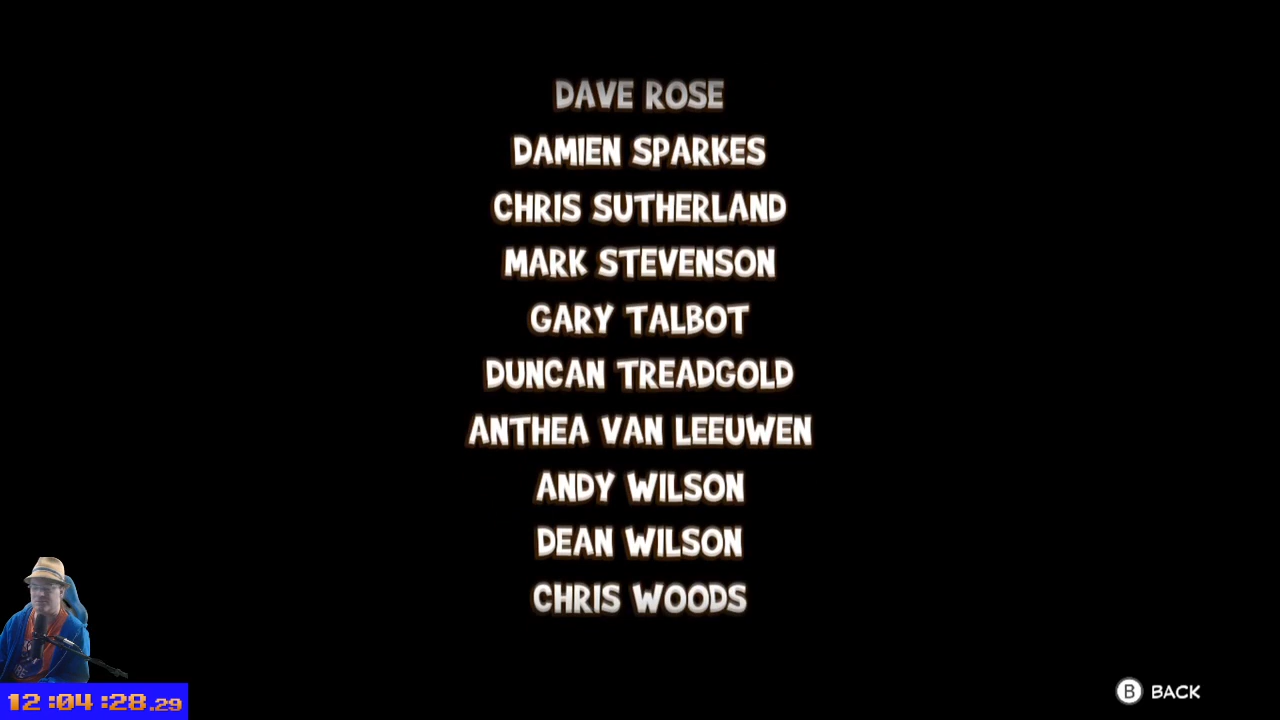 DAVE ROSE
DAMIEN SPARKES
CHRIS SUTHERLAND
MARK STEVENSON
GARY TALBOT
DUNCAN TREADGOLD
ANTHEA VAN LEEUWEN
ANDY WILSON
DEAN WILSON
CHRIS WOODS
12:04:28.29
B BACK